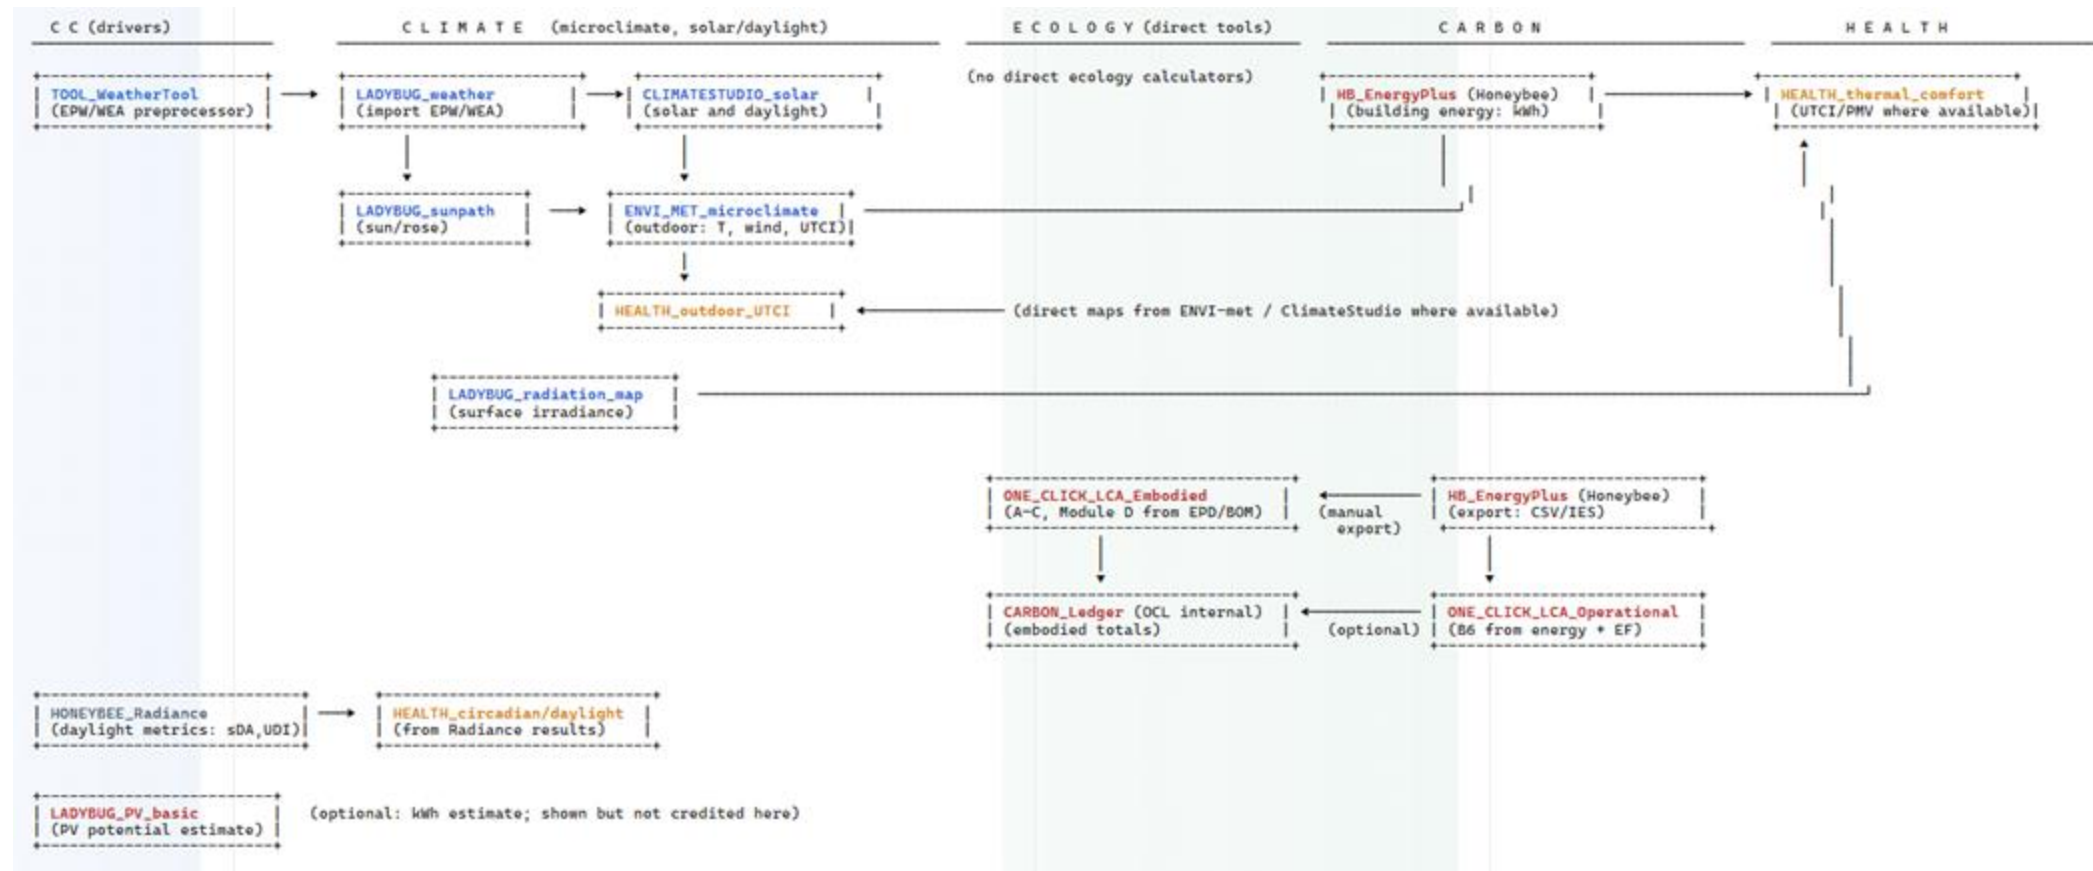 C C (drivers)
C L I M A T E (microclimate, solar/daylight)
E C O L O G Y (direct tools)
C A R B O N
H E A L T H
TOOL_WeatherTool
(EPW/WEA preprocessor)
LADYBUG_weather
(import EPW/WEA)
CLIMATESTUDIO_solar
(solar and daylight)
(no direct ecology calculators)
HB_EnergyPlus (Honeybee)
(building energy: kWh)
HEALTH_thermal_comfort
(UTCI/PMV where available)
LADYBUG_sunpath
(sun/rose)
ENVI_MET_microclimate
(outdoor: T, wind, UTCI)
HEALTH_outdoor_UTCI
(direct maps from ENVI-met / ClimateStudio where available)
LADYBUG_radiation_map
(surface irradiance)
ONE_CLICK_LCA_Embodied
(A-C, Module D from EPD/BOM)
(manual
export)
HB_EnergyPlus (Honeybee)
(export: CSV/IES)
CARBON_Ledger (OCL internal)
(embodied totals)
(optional)
ONE_CLICK_LCA_Operational
(B6 from energy + EF)
HONEYBEE_Radiance
(daylight metrics: sDA,UDI)
HEALTH_circadian/daylight
(from Radiance results)
LADYBUG_PV_basic
(PV potential estimate)
(optional: kWh estimate; shown but not credited here)